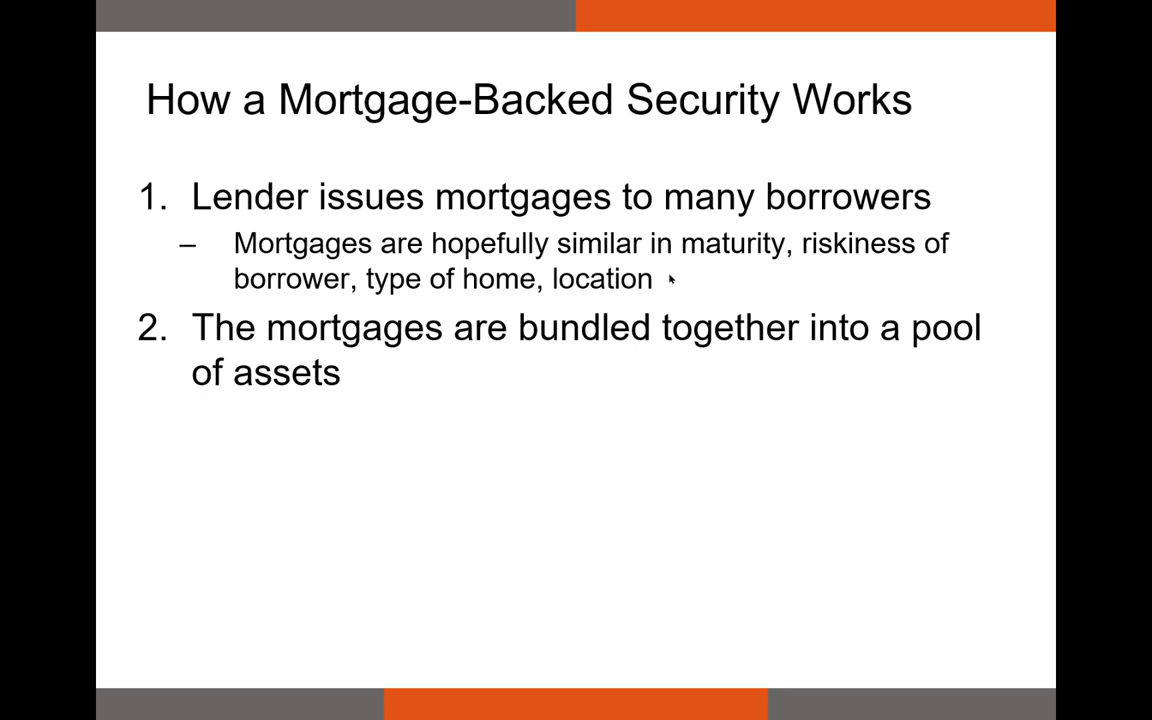 How a Mortgage-Backed Security Works
1. Lender issues mortgages to many borrowers
– Mortgages are hopefully similar in maturity, riskiness of
borrower, type of home, location
2. The mortgages are bundled together into a pool
of assets